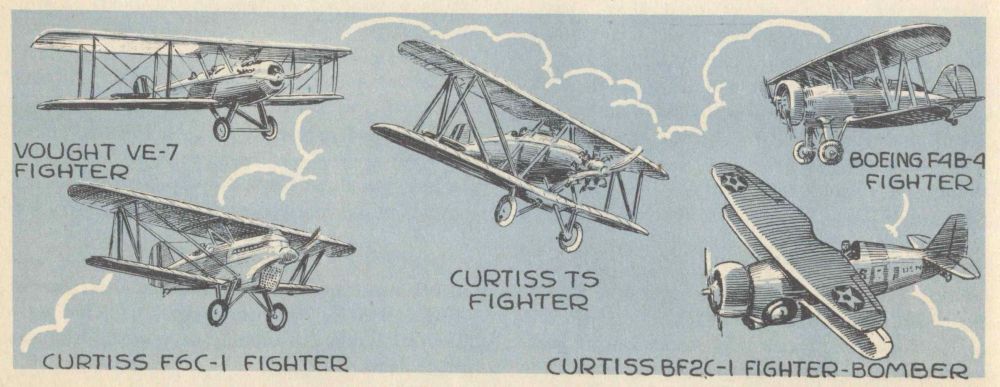 VOUGHT VE-7
FIGHTER
BOEING F4B-4
FIGHTER
CURTISS TS
FIGHTER
CURTISS F6C-1 FIGHTER
CURTISS BF2C-1 FIGHTER-BOMBER